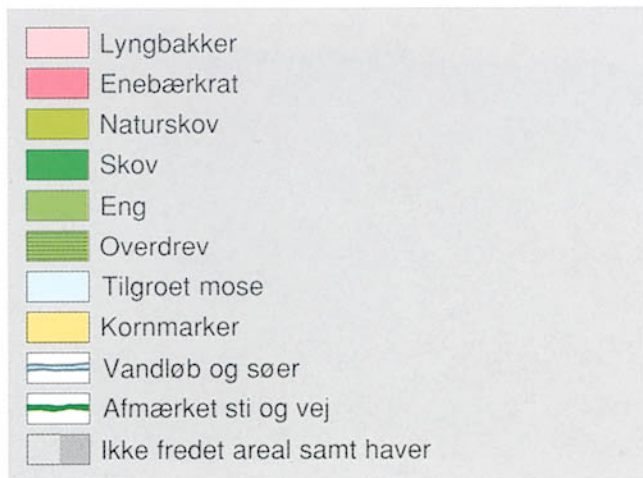 Lyngbakker
Enebærkrat
Naturskov
Skov
Eng
Overdrev
Tilgroet mose
Kornmarker
Vandløb og søer
Afmærket sti og vej
Ikke fredet areal samt haver